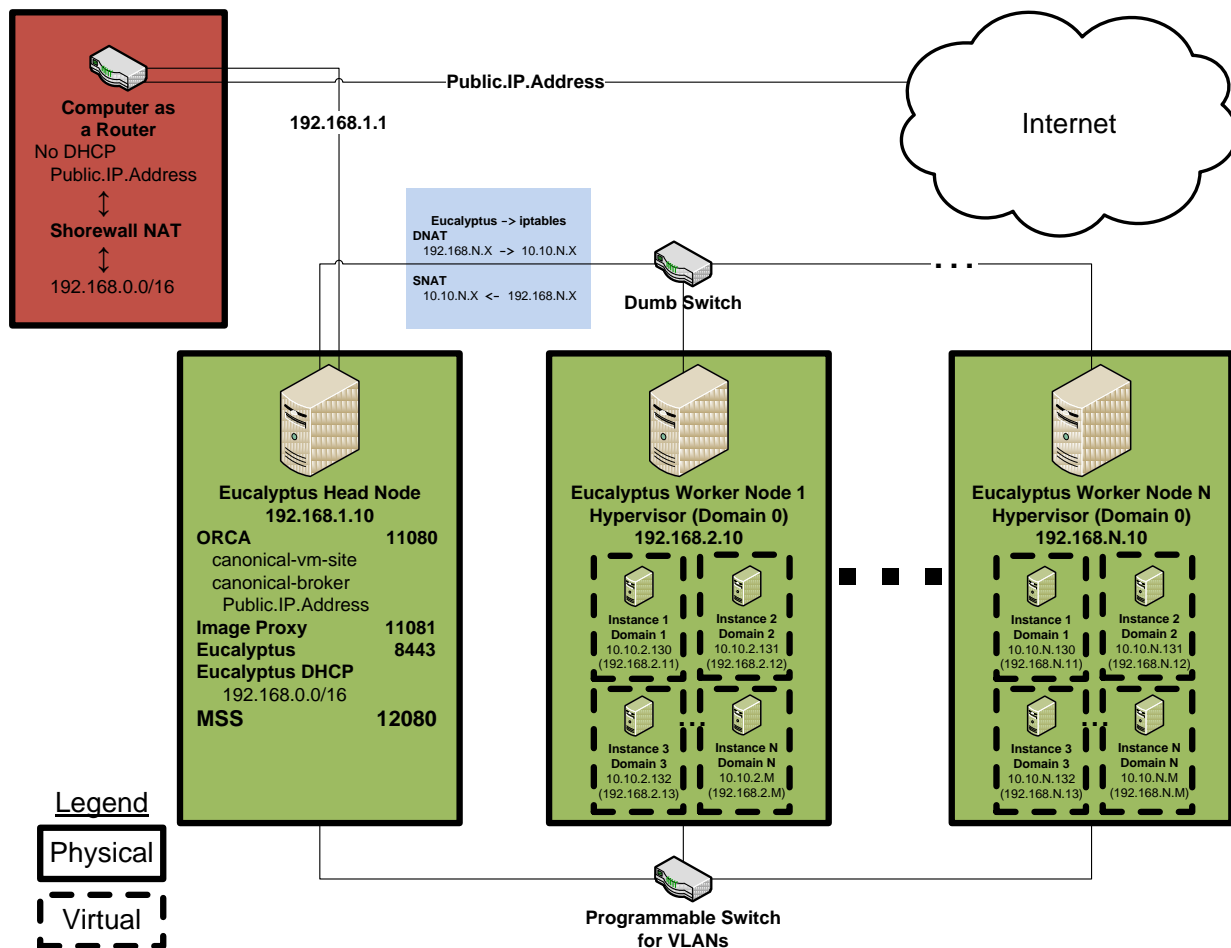 Computer as
a Router
No DHCP
Public.IP.Address
Shorewall NAT
192.168.0.0/16
Public.IP.Address
192.168.1.1
Internet
Eucalyptus -> iptables
DNAT
192.168.N.X -> 10.10.N.X
SNAT
10.10.N.X <- 192.168.N.X
Dumb Switch
...
Eucalyptus Head Node
192.168.1.10
ORCA 11080
canonical-vm-site
canonical-broker
Public.IP.Address
Image Proxy 11081
Eucalyptus 8443
Eucalyptus DHCP
192.168.0.0/16
MSS 12080
Eucalyptus Worker Node 1
Hypervisor (Domain 0)
192.168.2.10
Instance 1
Domain 1
10.10.2.130
(192.168.2.11)
Instance 2
Domain 2
10.10.2.131
(192.168.2.12)
Instance 3
Domain 3
10.10.2.132
(192.168.2.13)
...
Instance N
Domain N
10.10.2.M
(192.168.2.M)
Eucalyptus Worker Node N
Hypervisor (Domain 0)
192.168.N.10
Instance 1
Domain 1
10.10.N.130
(192.168.N.11)
Instance 2
Domain 2
10.10.N.131
(192.168.N.12)
Instance 3
Domain 3
10.10.N.132
(192.168.N.13)
...
Instance N
Domain N
10.10.N.M
(192.168.N.M)
Legend
Physical
Virtual
Programmable Switch
for VLANs